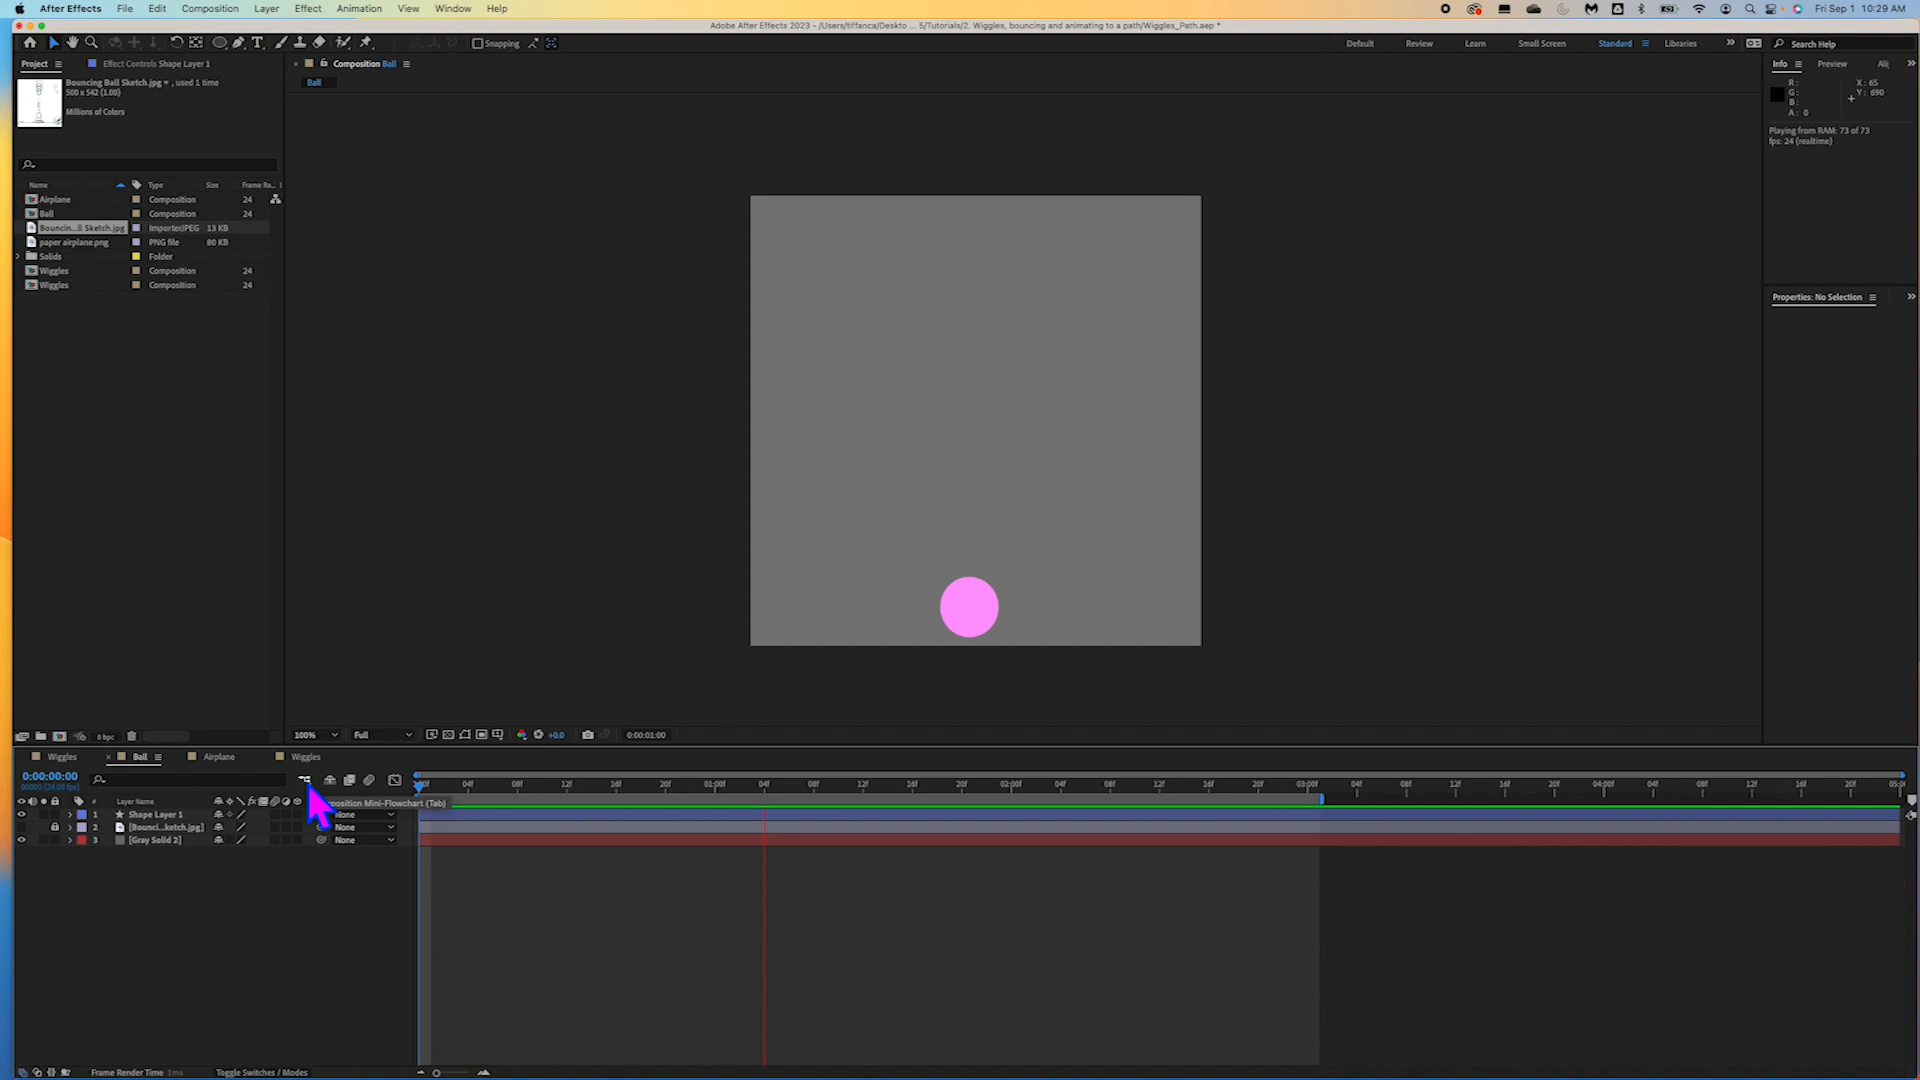 After Effects File Edit Composition Layer Effect Animation View Window Help Fri Sep 1 10:29 AM
Adobe After Effects 2023 - /Users/tiffanca/Deskto ... 5/Tutorials/2. Wiggles, bouncing and animating to a path/Wiggles_Path.aep *
Snapping Default Review Learn Small Screen Standard Libraries Search Help
Project Effect Controls Shape Layer 1 Composition Ball Info Preview
Bouncing Ball Sketch.jpg , used 1 time
500 x 542 (1.00)
Millions of Colors
Ball
R:
G:
B:
A: 0
X: 65
Y: 690
Playing from RAM: 73 of 73
fps: 24 (realtime)
Name Type Size Frame Ra...
Airplane Composition 24
Ball Composition 24
Bouncin...ll Sketch.jpg ImporterJPEG 13 KB
paper airplane.png PNG file 80 KB
Solids Folder
Wiggles Composition 24
Wiggles Composition 24
Properties: No Selection
8 bpc 100% Full +0.0 0:00:01:00
Wiggles Ball Airplane Wiggles
0:00:00:00
(24.00 fps)
04f 08f 12f 16f 20f 01:00f 04f 08f 12f 16f 20f 02:00f 04f 08f 12f 16f 20f 03:00f 04f 08f 12f 16f 20f 04:00f 04f 08f 12f 16f 20f
# Layer Name
position Mini-Flowchart (Tab)
1 Shape Layer 1 None
2 [Bounci...ketch.jpg] None
3 [Gray Solid 2] None
Frame Render Time 1ms Toggle Switches / Modes